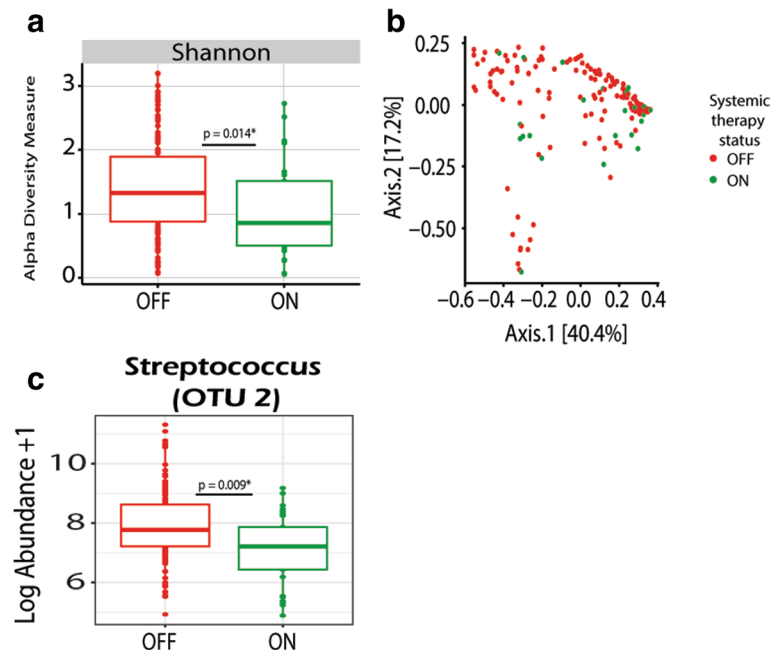 a
Shannon
Alpha Diversity Measure
3
2
1
0
p = 0.014*
OFF ON
b
Axis.2 [17.2%]
0.25
0.00
−0.25
−0.50
−0.6 −0.4 −0.2 0.0 0.2 0.4
Axis.1 [40.4%]
Systemic
therapy
status
OFF
ON
c
Streptococcus
(OTU 2)
Log Abundance +1
10
8
6
p = 0.009*
OFF ON